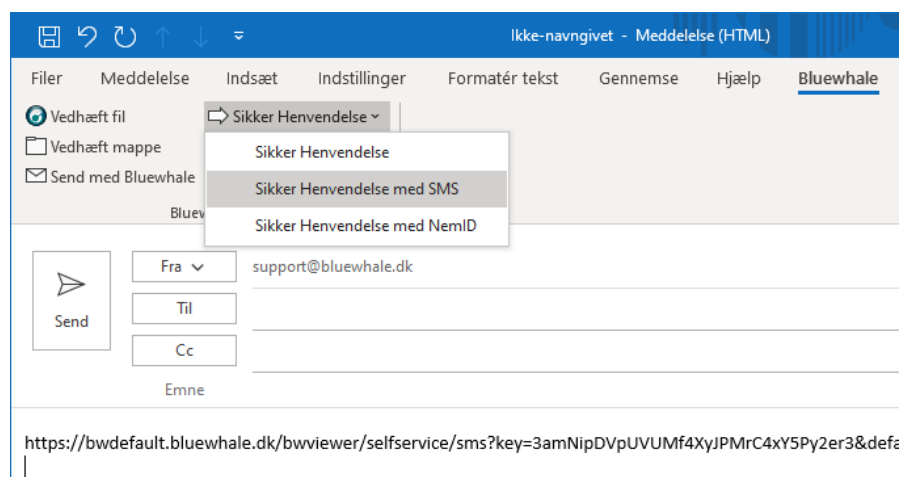 Ikke-navngivet - Meddelelse (HTML)
Filer Meddelelse Indsæt Indstillinger Formatér tekst Gennemse Hjælp Bluewhale
Vedhæft fil Sikker Henvendelse
Vedhæft mappe Sikker Henvendelse
Send med Bluewhale Sikker Henvendelse med SMS
Bluew Sikker Henvendelse med NemID
Fra support@bluewhale.dk
Send Til
Cc
Emne
https://bwdefault.bluewhale.dk/bwviewer/selfservice/sms?key=3amNipDVpUVUMf4XyJPMrC4xY5Py2er3&defa